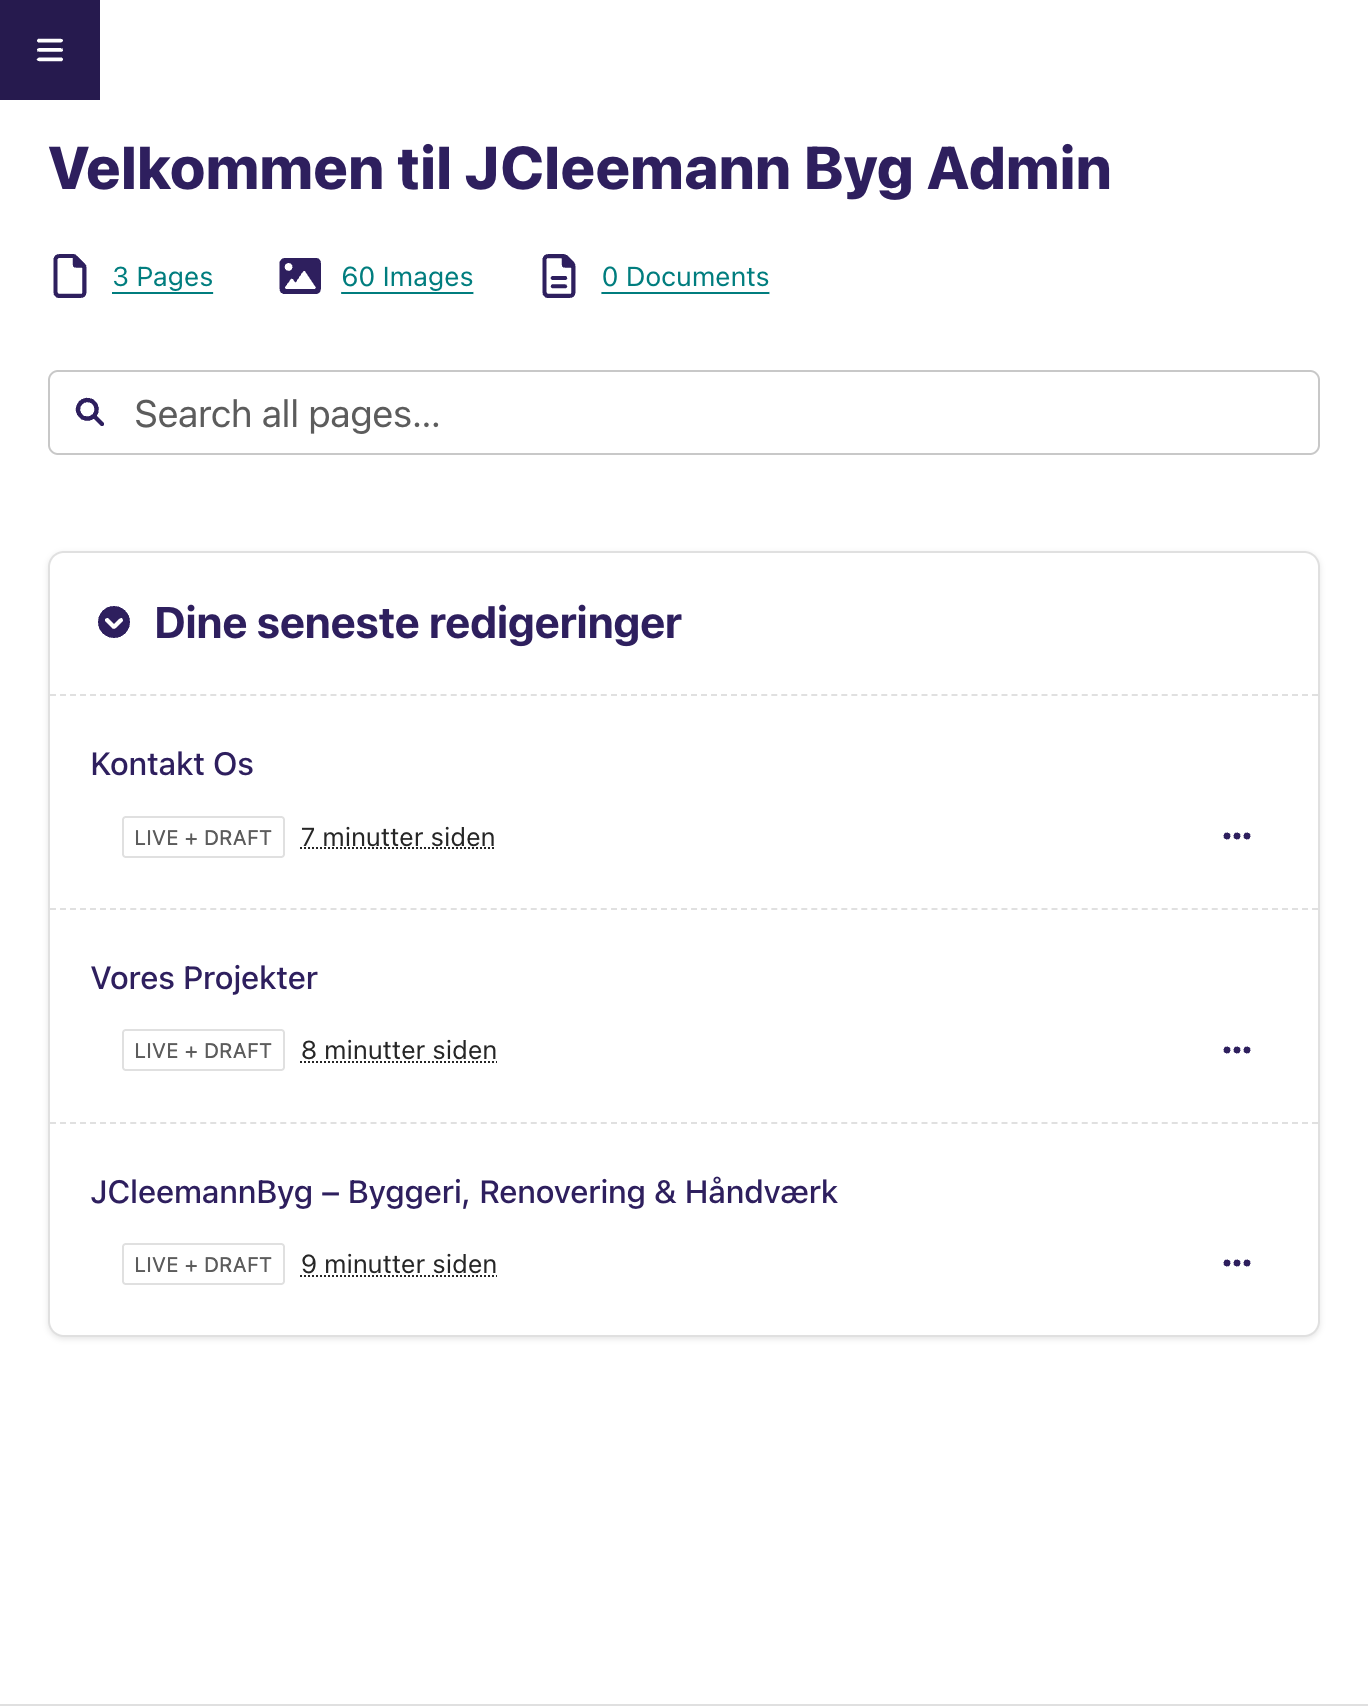 Velkommen til JCleemann Byg Admin
3 Pages
60 Images
0 Documents
Search all pages...
Dine seneste redigeringer
Kontakt Os
LIVE + DRAFT
7 minutter siden
Vores Projekter
LIVE + DRAFT
8 minutter siden
JCleemannByg – Byggeri, Renovering & Håndværk
LIVE + DRAFT
9 minutter siden